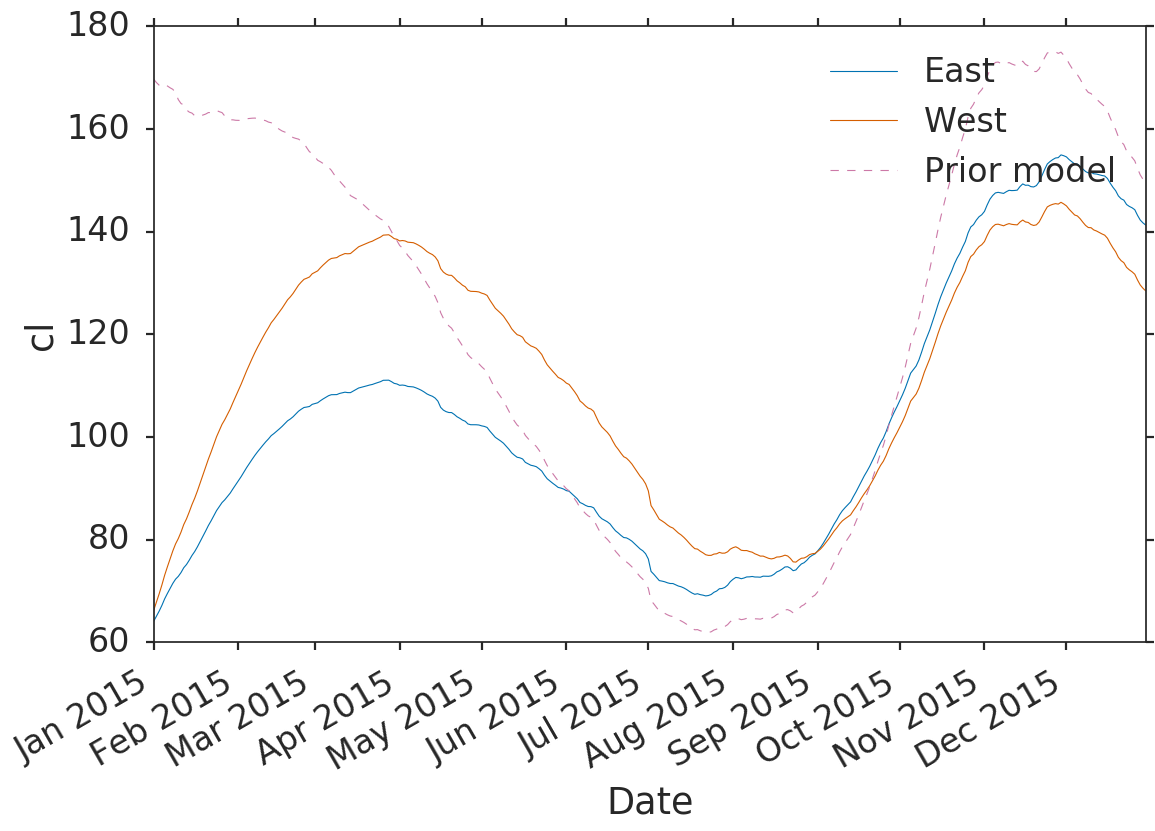 180
160
140
120
100
80
60
cl
East
West
Prior model
Jan 2015
Feb 2015
Mar 2015
Apr 2015
May 2015
Jun 2015
Jul 2015
Aug 2015
Sep 2015
Oct 2015
Nov 2015
Dec 2015
Date